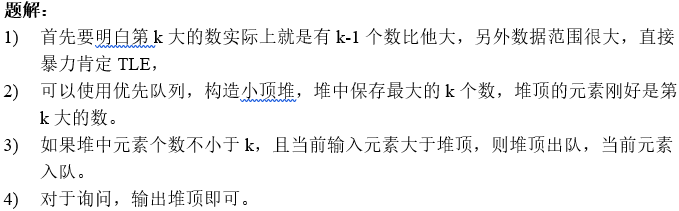 题解：
1) 首先要明白第 k 大的数实际上就是有 k-1 个数比他大，另外数据范围很大，直接
暴力肯定 TLE，
2) 可以使用优先队列，构造小顶堆，堆中保存最大的 k 个数，堆顶的元素刚好是第
k 大的数。
3) 如果堆中元素个数不小于 k，且当前输入元素大于堆顶，则堆顶出队，当前元素
入队。
4) 对于询问，输出堆顶即可。